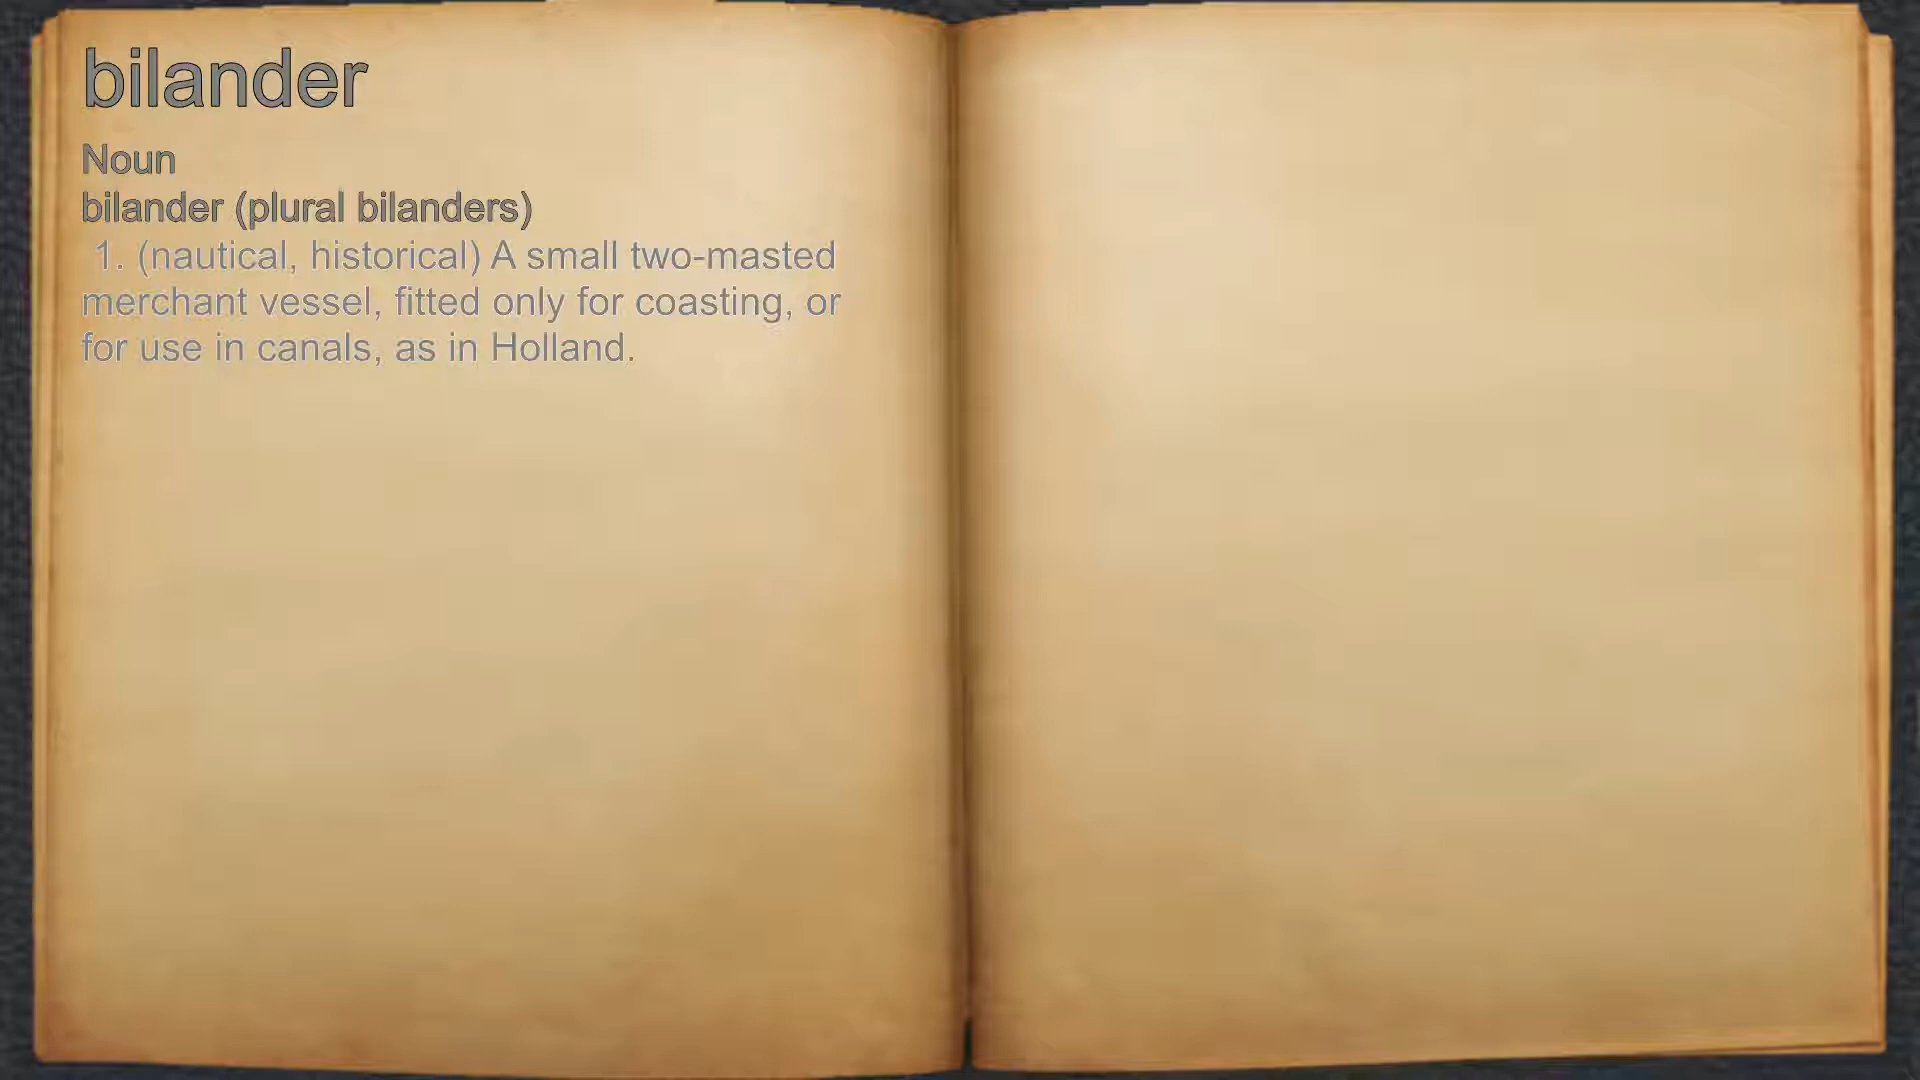 bilander
Noun
bilander (plural bilanders)
1. (nautical, historical) A small two-masted
merchant vessel, fitted only for coasting, or
for use in canals, as in Holland.